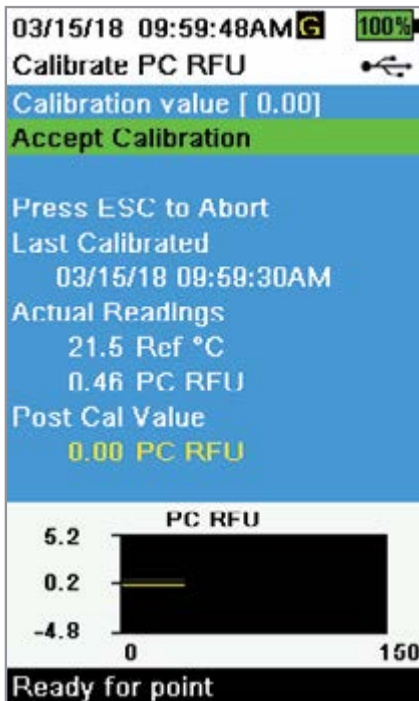 03/15/18 09:59:48AM G 100%
Calibrate PC RFU
Calibration value [ 0.00]
Accept Calibration
Press ESC to Abort
Last Calibrated
03/15/18 09:59:30AM
Actual Readings
21.5 Ref °C
0.46 PC RFU
Post Cal Value
0.00 PC RFU
PC RFU
5.2
0.2
-4.8
0 150
Ready for point